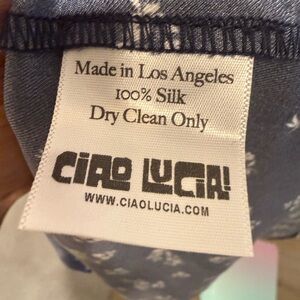 Made in Los Angeles
100% Silk
Dry Clean Only
CIAO LUCIA!
WWW.CIAOLUCIA.COM